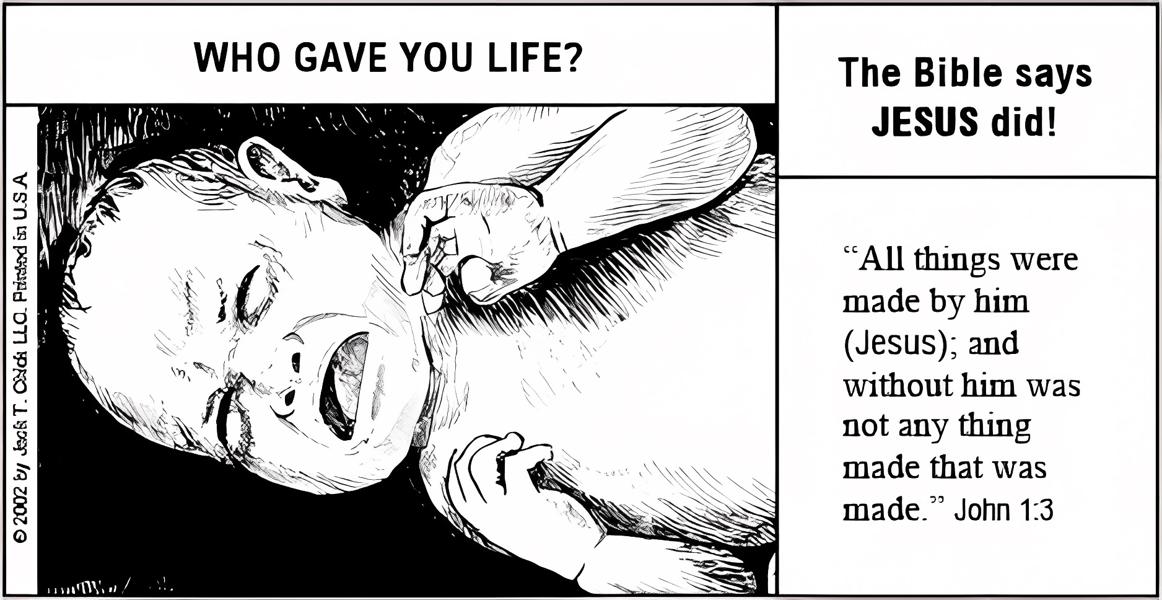 WHO GAVE YOU LIFE?
© 2002 by Jack T. Chick LLC. Printed in U.S.A
The Bible says
JESUS did!
“All things were
made by him
(Jesus); and
without him was
not any thing
made that was
made.” John 1:3